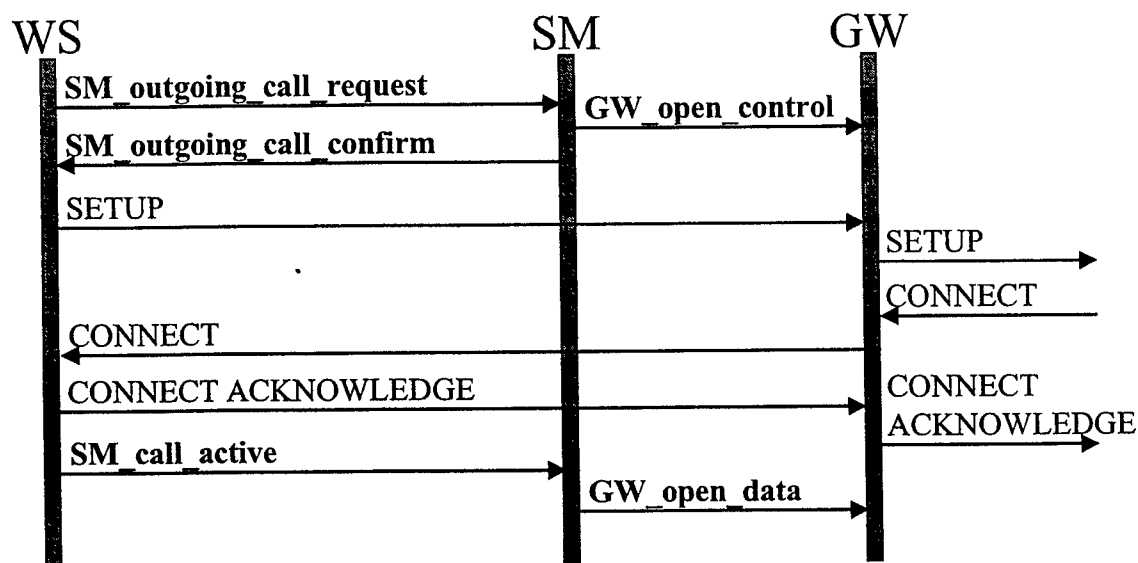 WS SM GW
SM_outgoing_call_request
GW_open_control
SM_outgoing_call_confirm
SETUP
SETUP
CONNECT
CONNECT
CONNECT ACKNOWLEDGE
CONNECT
ACKNOWLEDGE
SM_call_active
GW_open_data